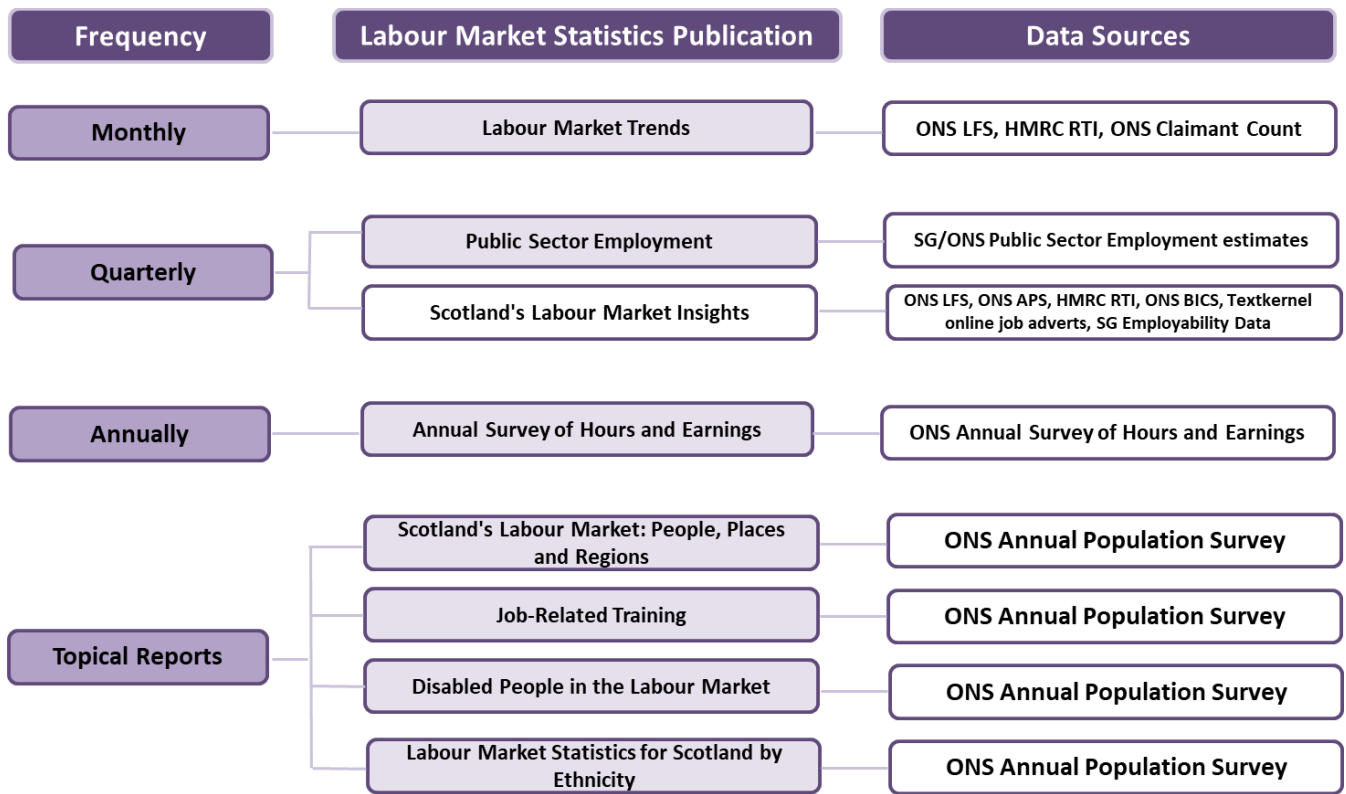 Frequency
Labour Market Statistics Publication
Data Sources
Monthly
Labour Market Trends
ONS LFS, HMRC RTI, ONS Claimant Count
Quarterly
Public Sector Employment
SG/ONS Public Sector Employment estimates
Scotland's Labour Market Insights
ONS LFS, ONS APS, HMRC RTI, ONS BICS, Textkernel
online job adverts, SG Employability Data
Annually
Annual Survey of Hours and Earnings
ONS Annual Survey of Hours and Earnings
Topical Reports
Scotland's Labour Market: People, Places
and Regions
ONS Annual Population Survey
Job-Related Training
ONS Annual Population Survey
Disabled People in the Labour Market
ONS Annual Population Survey
Labour Market Statistics for Scotland by
Ethnicity
ONS Annual Population Survey